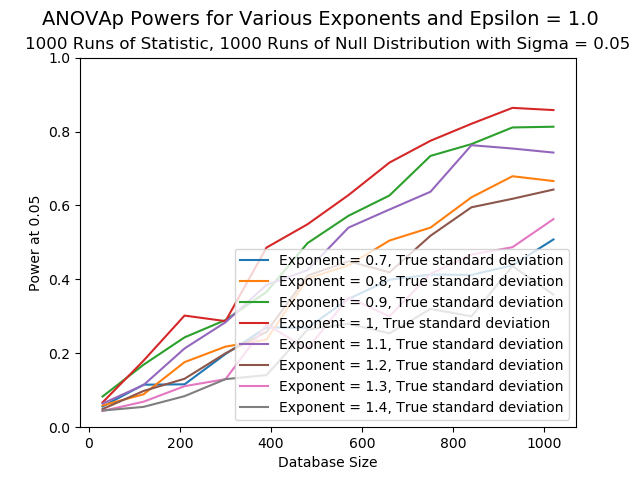 ANOVAp Powers for Various Exponents and Epsilon = 1.0
1000 Runs of Statistic, 1000 Runs of Null Distribution with Sigma = 0.05
1.0
0.8
0.6
0.4
0.2
0.0
Power at 0.05
Exponent = 0.7, True standard deviation
Exponent = 0.8, True standard deviation
Exponent = 0.9, True standard deviation
Exponent = 1, True standard deviation
Exponent = 1.1, True standard deviation
Exponent = 1.2, True standard deviation
Exponent = 1.3, True standard deviation
Exponent = 1.4, True standard deviation
0 200 400 600 800 1000
Database Size